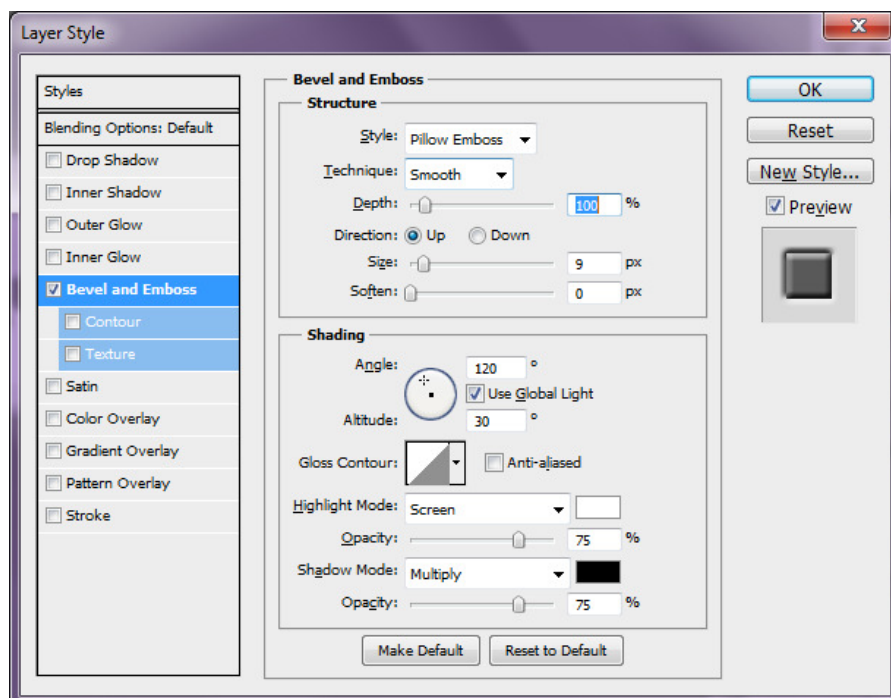 Layer Style
Styles
Blending Options: Default
Drop Shadow
Inner Shadow
Outer Glow
Inner Glow
Bevel and Emboss
Contour
Texture
Satin
Color Overlay
Gradient Overlay
Pattern Overlay
Stroke
Bevel and Emboss
Structure
Style: Pillow Emboss
Technique: Smooth
Depth: 100 %
Direction: Up Down
Size: 9 px
Soften: 0 px
Shading
Angle: 120 °
Use Global Light
Altitude: 30 °
Gloss Contour: Anti-aliased
Highlight Mode: Screen
Opacity: 75 %
Shadow Mode: Multiply
Opacity: 75 %
Make Default Reset to Default
OK
Reset
New Style...
Preview